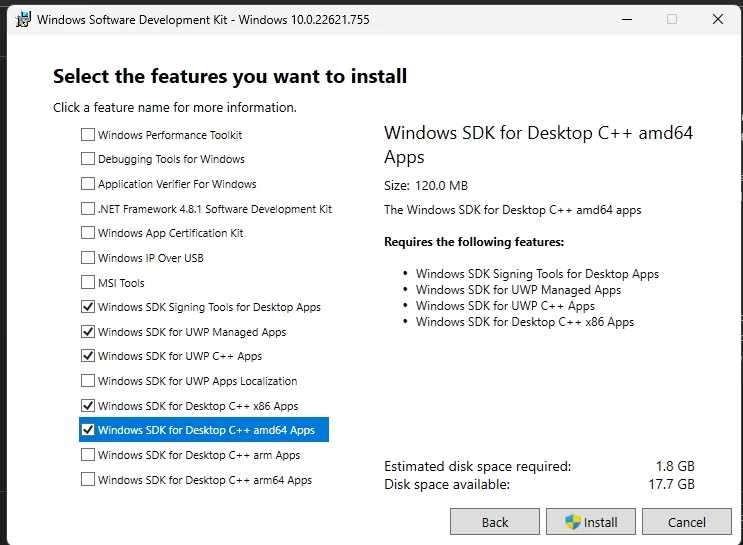 Windows Software Development Kit - Windows 10.0.22621.755
Select the features you want to install
Click a feature name for more information.
Windows Performance Toolkit
Debugging Tools for Windows
Application Verifier For Windows
.NET Framework 4.8.1 Software Development Kit
Windows App Certification Kit
Windows IP Over USB
MSI Tools
Windows SDK Signing Tools for Desktop Apps
Windows SDK for UWP Managed Apps
Windows SDK for UWP C++ Apps
Windows SDK for UWP Apps Localization
Windows SDK for Desktop C++ x86 Apps
Windows SDK for Desktop C++ amd64 Apps
Windows SDK for Desktop C++ arm Apps
Windows SDK for Desktop C++ arm64 Apps
Windows SDK for Desktop C++ amd64
Apps
Size: 120.0 MB
The Windows SDK for Desktop C++ amd64 apps
Requires the following features:
• Windows SDK Signing Tools for Desktop Apps
• Windows SDK for UWP Managed Apps
• Windows SDK for UWP C++ Apps
• Windows SDK for Desktop C++ x86 Apps
Estimated disk space required: 1.8 GB
Disk space available: 17.7 GB
Back Install Cancel